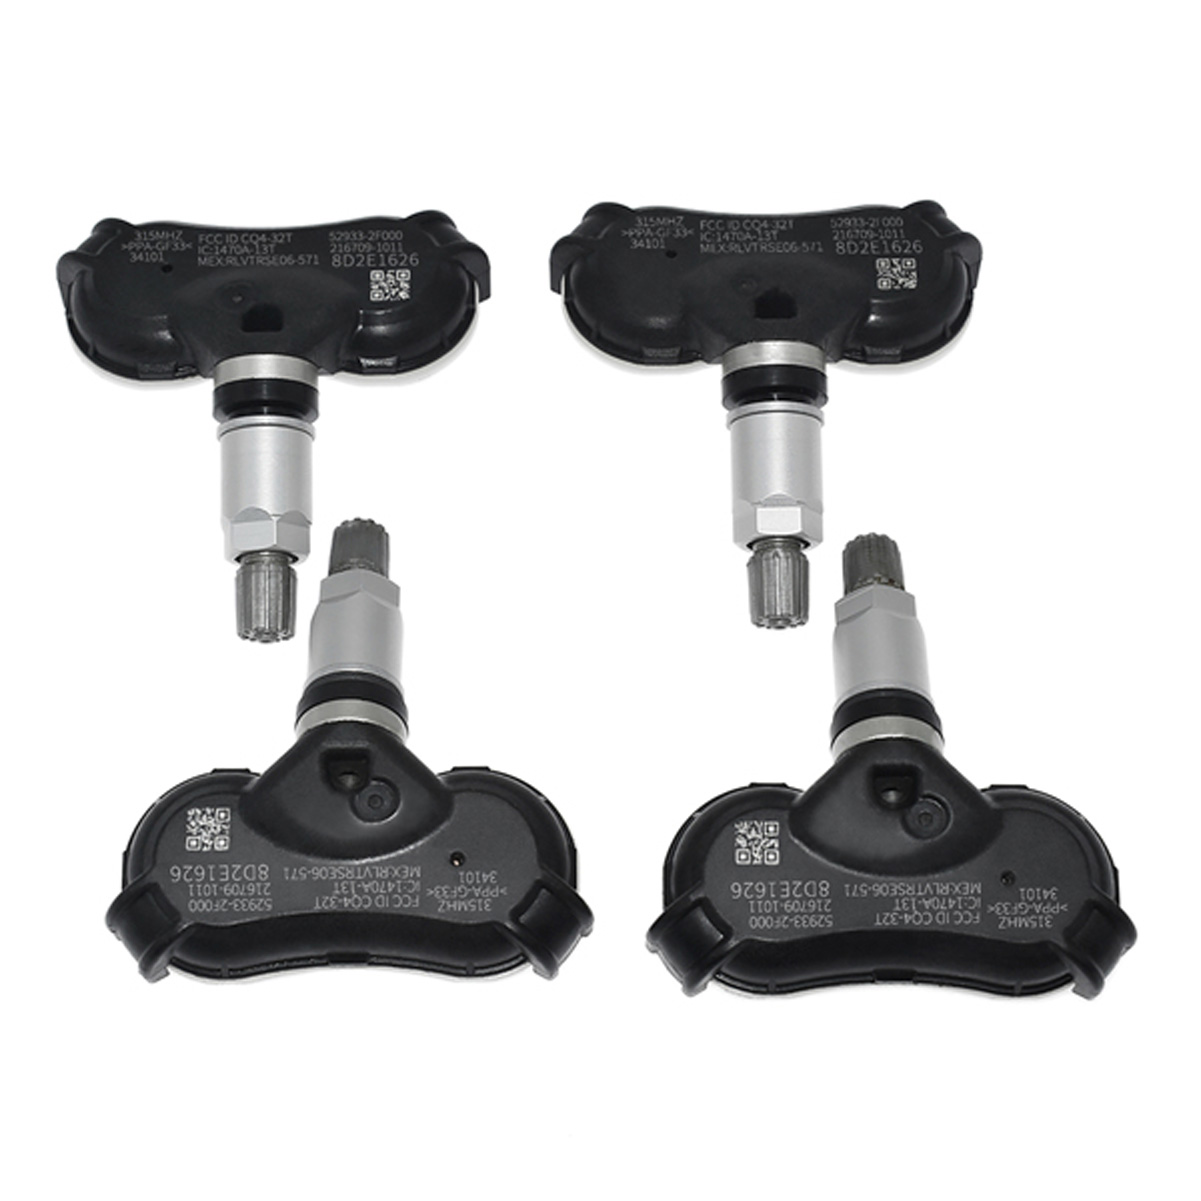 315MHZ
>PPA-GF33<
34101
FCC ID CQ4-32T
IC:1470A-13T
MEX:RLVTRSE06-571
52933-2F000
216709-1011
8D2E1626
315MHZ
>PPA-GF33<
34101
FCC ID CQ4-32T
IC:1470A-13T
MEX:RLVTRSE06-571
52933-2F000
216709-1011
8D2E1626
315MHZ
>PPA-GF33<
34101
FCC ID CQ4-32T
IC:1470A-13T
MEX:RLVTRSE06-571
52933-2F000
216709-1011
8D2E1626
315MHZ
>PPA-GF33<
34101
FCC ID CQ4-32T
IC:1470A-13T
MEX:RLVTRSE06-571
52933-2F000
216709-1011
8D2E1626